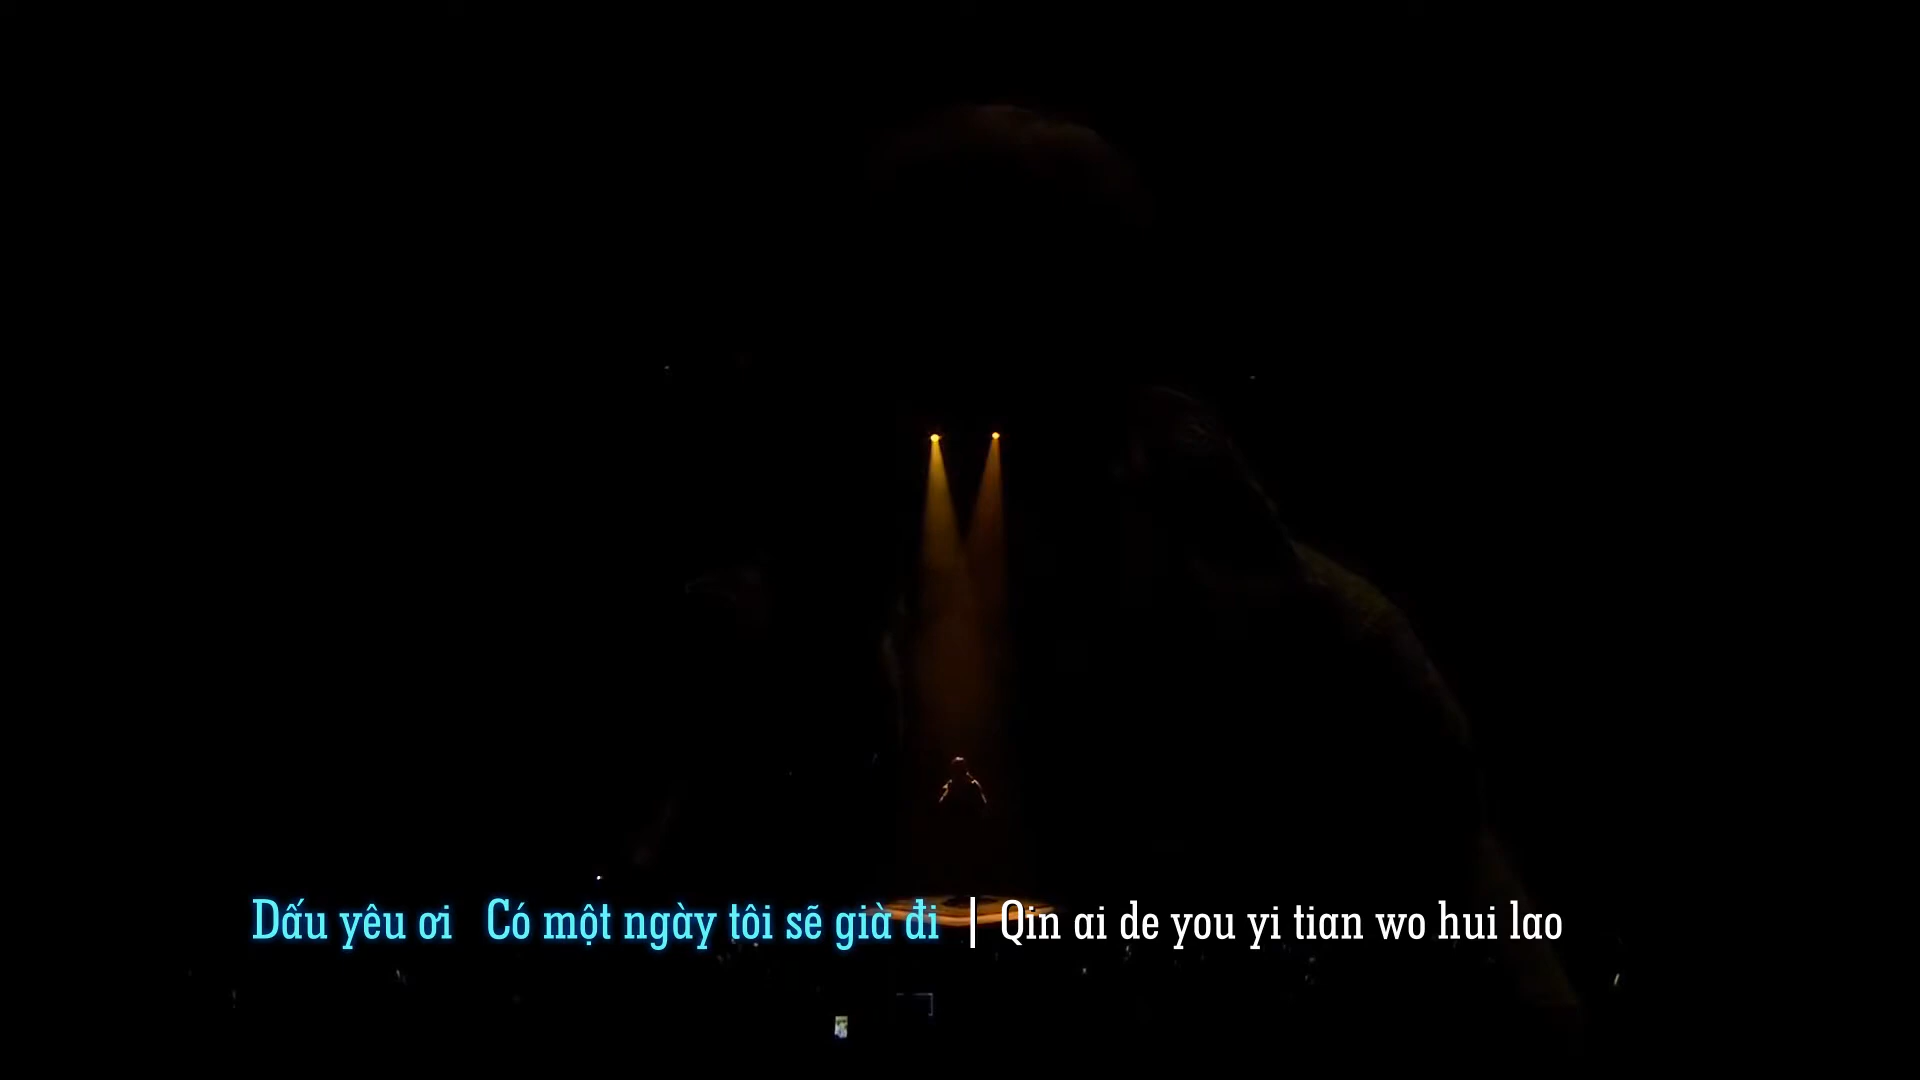 Dấu yêu ơi Có một ngày tôi sẽ già đi | Qin ai de you yi tian wo hui lao